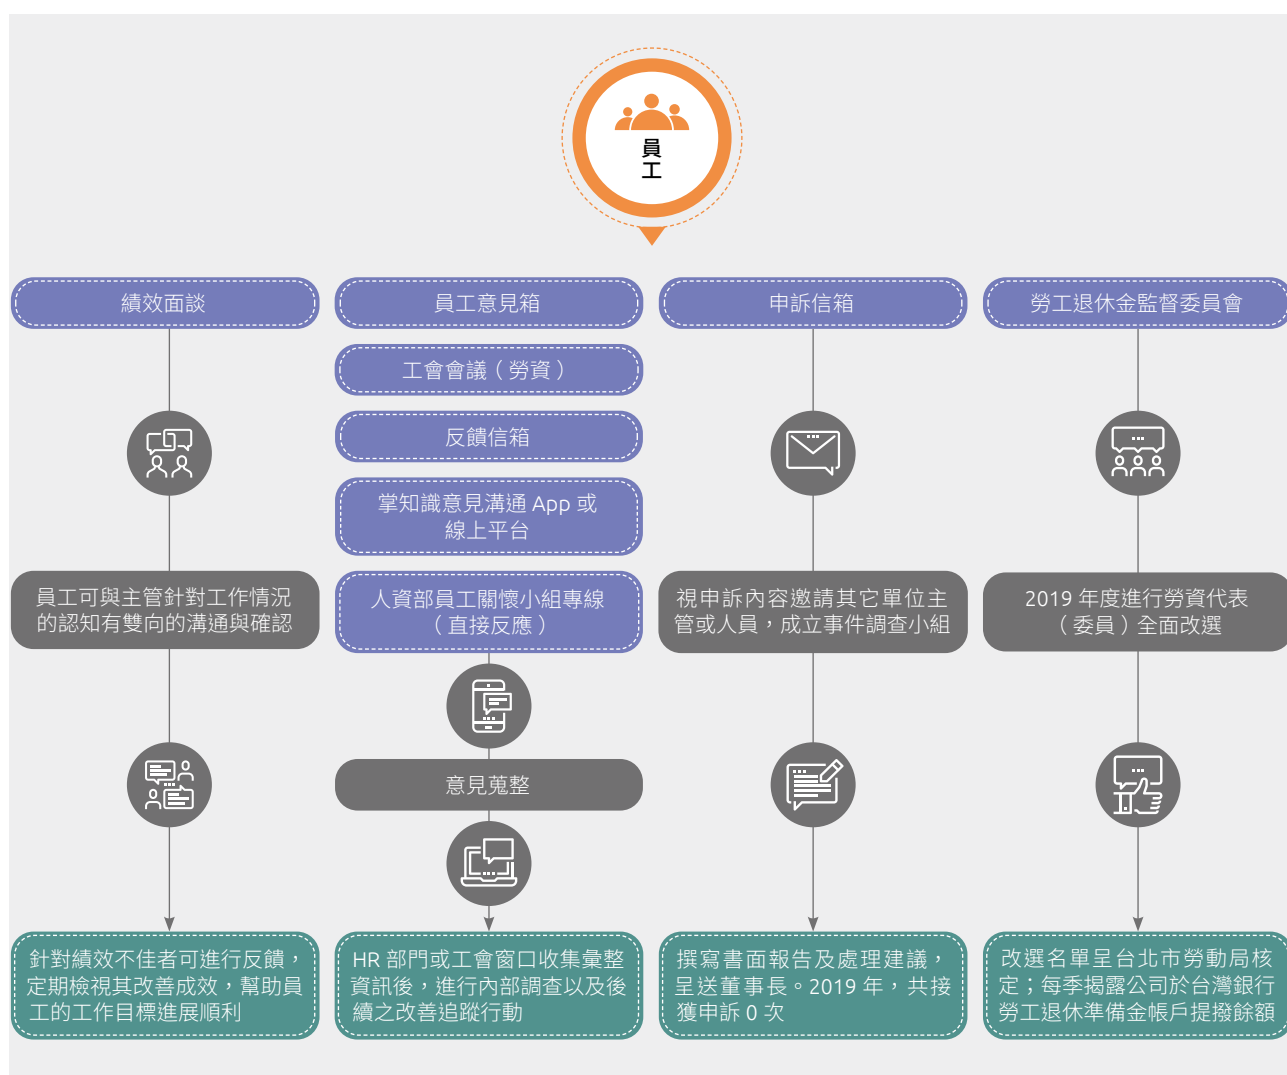 員
工
績效面談
員工可與主管針對工作情況
的認知有雙向的溝通與確認
針對績效不佳者可進行反饋，
定期檢視其改善成效，幫助員
工的工作目標進展順利
員工意見箱
工會會議（勞資）
反饋信箱
掌知識意見溝通 App 或
線上平台
人資部員工關懷小組專線
（直接反應）
意見蒐整
HR 部門或工會窗口收集彙整
資訊後，進行內部調查以及後
續之改善追蹤行動
申訴信箱
視申訴內容邀請其它單位主
管或人員，成立事件調查小組
撰寫書面報告及處理建議，
呈送董事長。2019 年，共接
獲申訴 0 次
勞工退休金監督委員會
2019 年度進行勞資代表
（委員）全面改選
改選名單呈台北市勞動局核
定；每季揭露公司於台灣銀行
勞工退休準備金帳戶提撥餘額